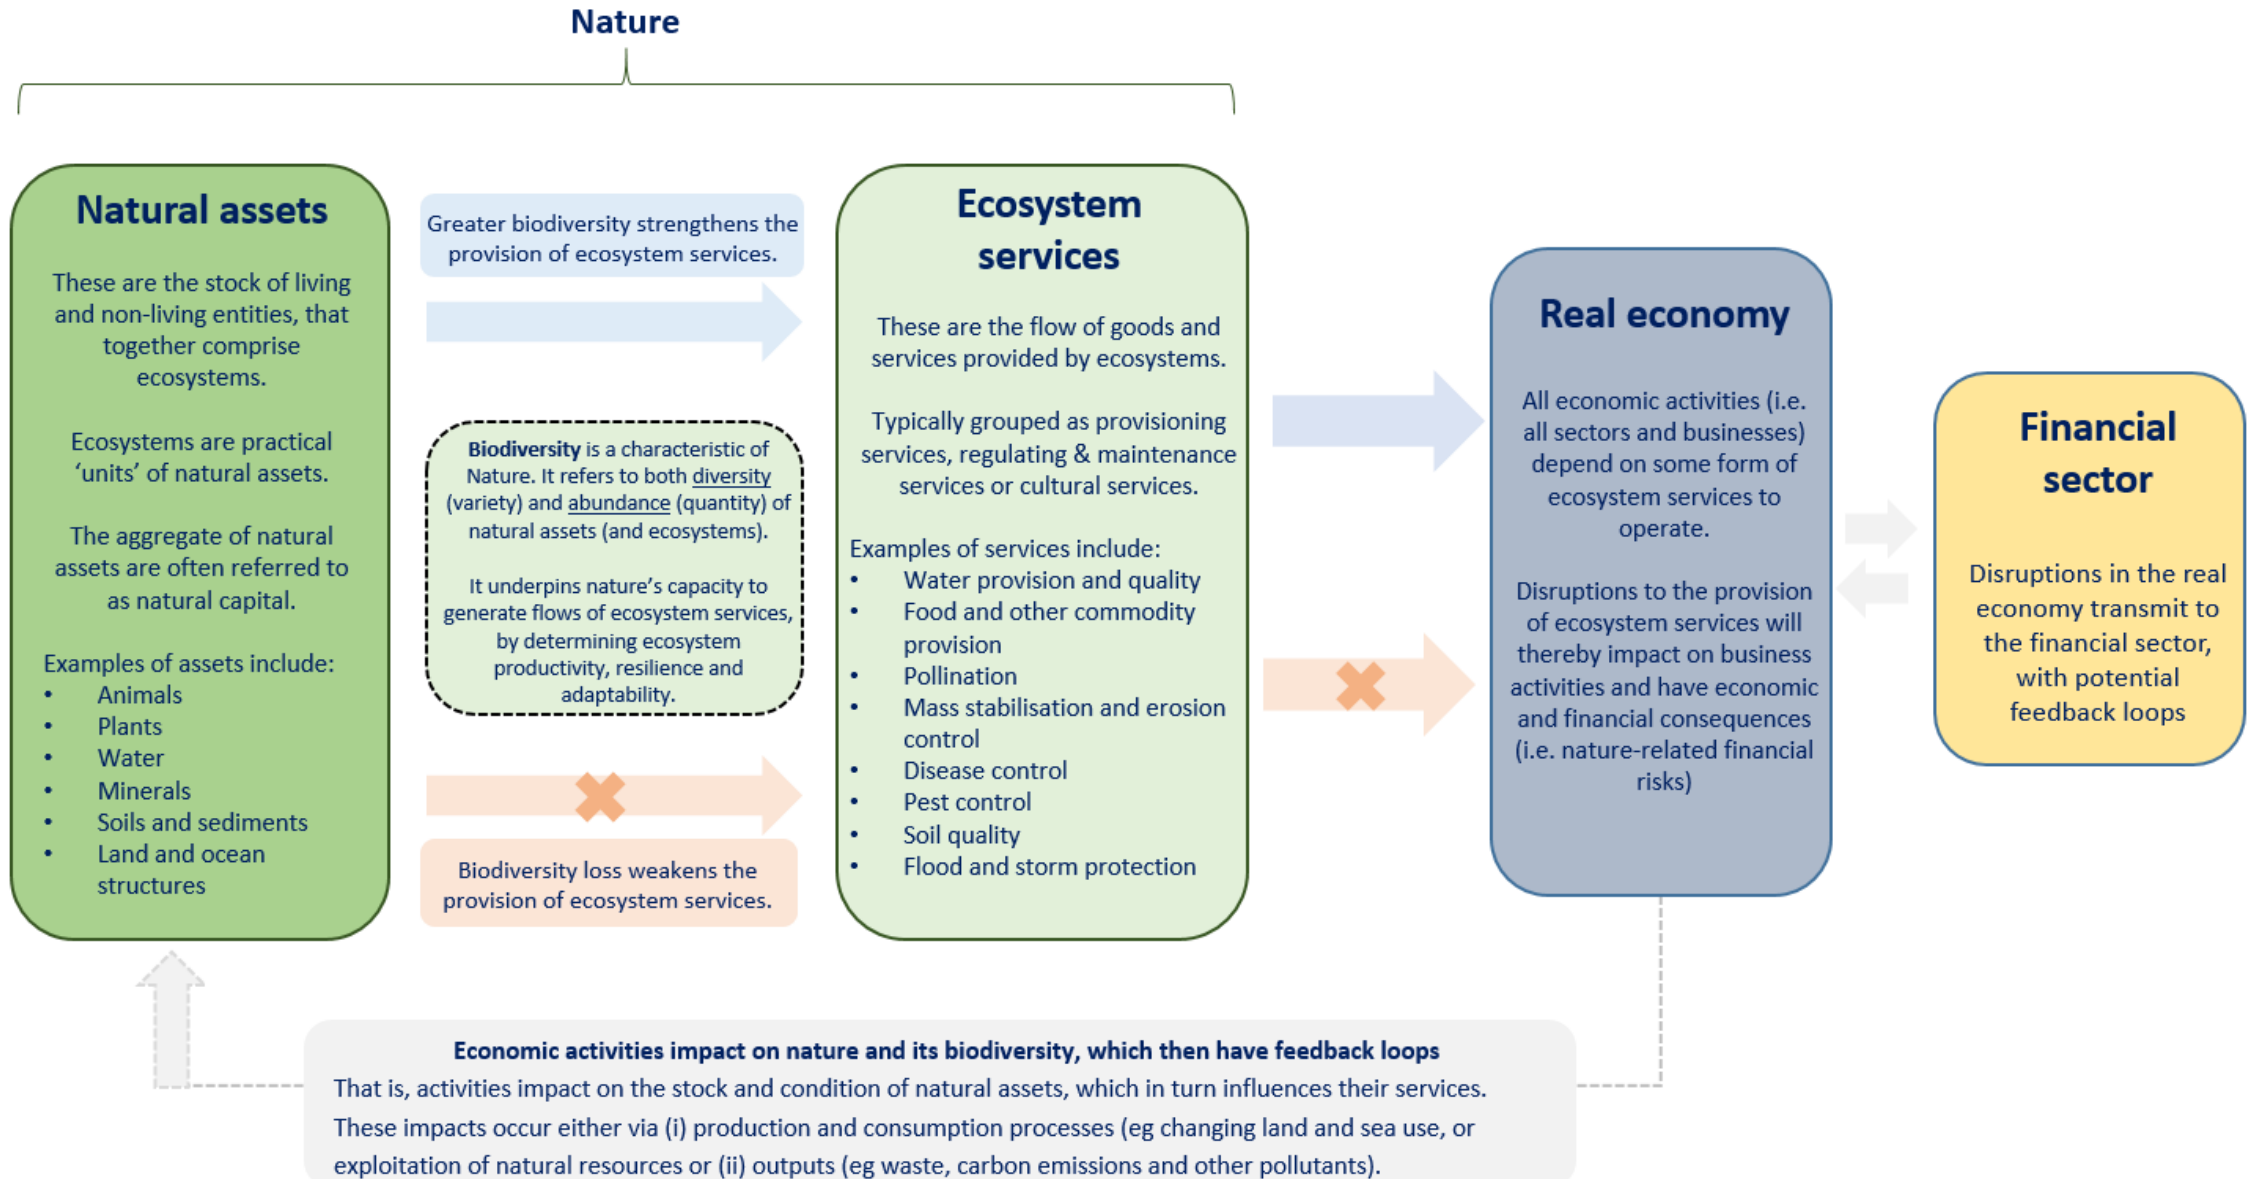 Nature
Natural assets
These are the stock of living
and non-living entities, that
together comprise
ecosystems.
Ecosystems are practical
‘units’ of natural assets.
The aggregate of natural
assets are often referred to
as natural capital.
Examples of assets include:
• Animals
• Plants
• Water
• Minerals
• Soils and sediments
• Land and ocean
structures
Greater biodiversity strengthens the
provision of ecosystem services.
Biodiversity is a characteristic of
Nature. It refers to both diversity
(variety) and abundance (quantity) of
natural assets (and ecosystems).
It underpins nature’s capacity to
generate flows of ecosystem services,
by determining ecosystem
productivity, resilience and
adaptability.
Biodiversity loss weakens the
provision of ecosystem services.
Ecosystem
services
These are the flow of goods and
services provided by ecosystems.
Typically grouped as provisioning
services, regulating & maintenance
services or cultural services.
Examples of services include:
• Water provision and quality
• Food and other commodity
provision
• Pollination
• Mass stabilisation and erosion
control
• Disease control
• Pest control
• Soil quality
• Flood and storm protection
Real economy
All economic activities (i.e.
all sectors and businesses)
depend on some form of
ecosystem services to
operate.
Disruptions to the provision
of ecosystem services will
thereby impact on business
activities and have economic
and financial consequences
(i.e. nature-related financial
risks)
Financial
sector
Disruptions in the real
economy transmit to
the financial sector,
with potential
feedback loops
Economic activities impact on nature and its biodiversity, which then have feedback loops
That is, activities impact on the stock and condition of natural assets, which in turn influences their services.
These impacts occur either via (i) production and consumption processes (eg changing land and sea use, or
exploitation of natural resources or (ii) outputs (eg waste, carbon emissions and other pollutants).